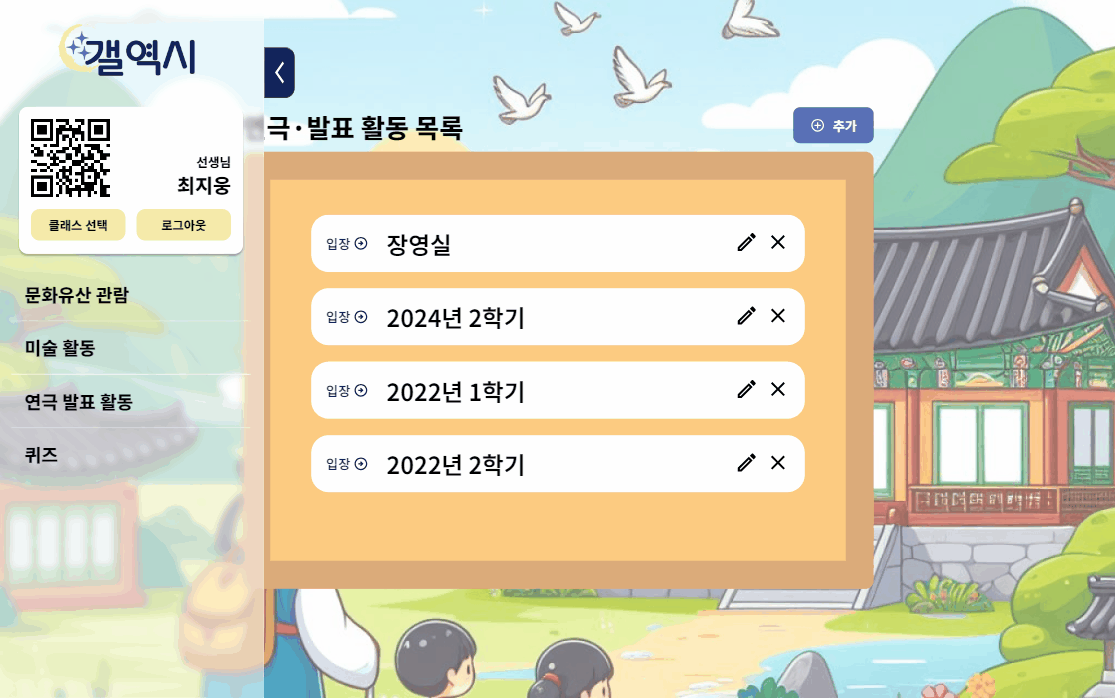 갤역시
선생님
최지웅
클래스 선택
로그아웃
문화유산 관람
미술 활동
연극 발표 활동
퀴즈
연극·발표 활동 목록
추가
입장 장영실
입장 2024년 2학기
입장 2022년 1학기
입장 2022년 2학기